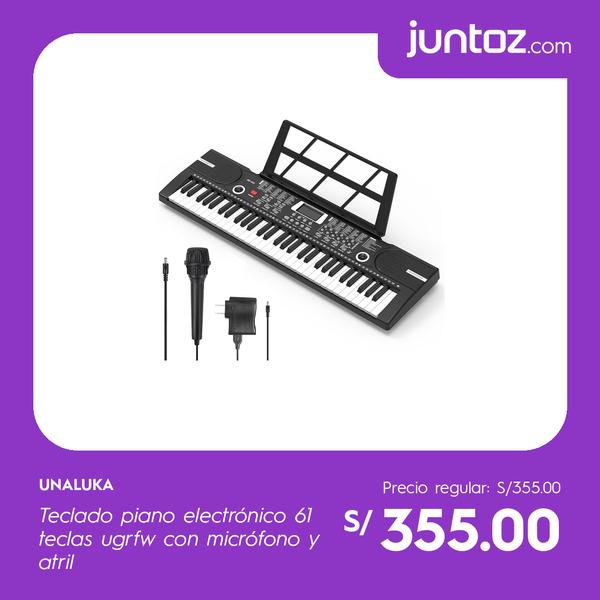 juntoz.com
UNALUKA
Teclado piano electrónico 61
teclas ugrfw con micrófono y
atril
Precio regular: S/355.00
S/ 355.00